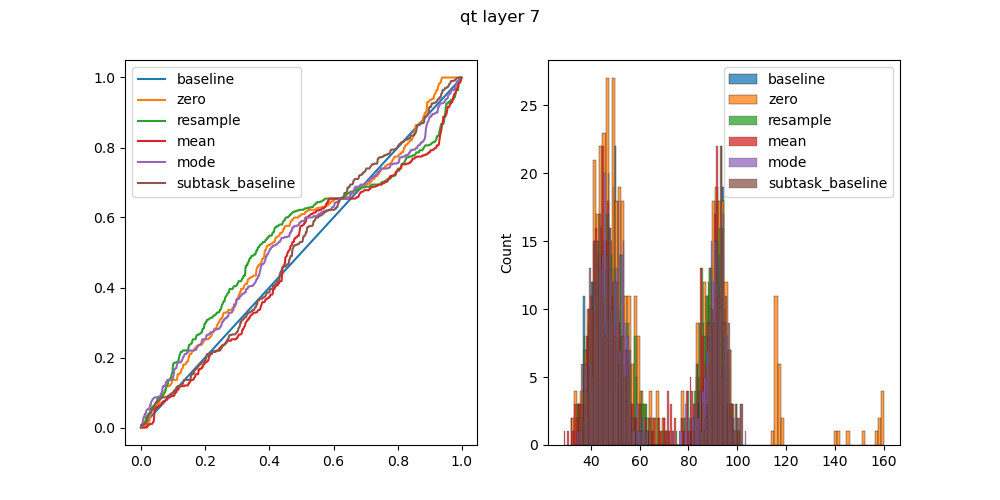 qt layer 7
baseline
zero
resample
mean
mode
subtask_baseline
1.0
0.8
0.6
0.4
0.2
0.0
0.0 0.2 0.4 0.6 0.8 1.0
baseline
zero
resample
mean
mode
subtask_baseline
Count
25
20
15
10
5
0
40 60 80 100 120 140 160